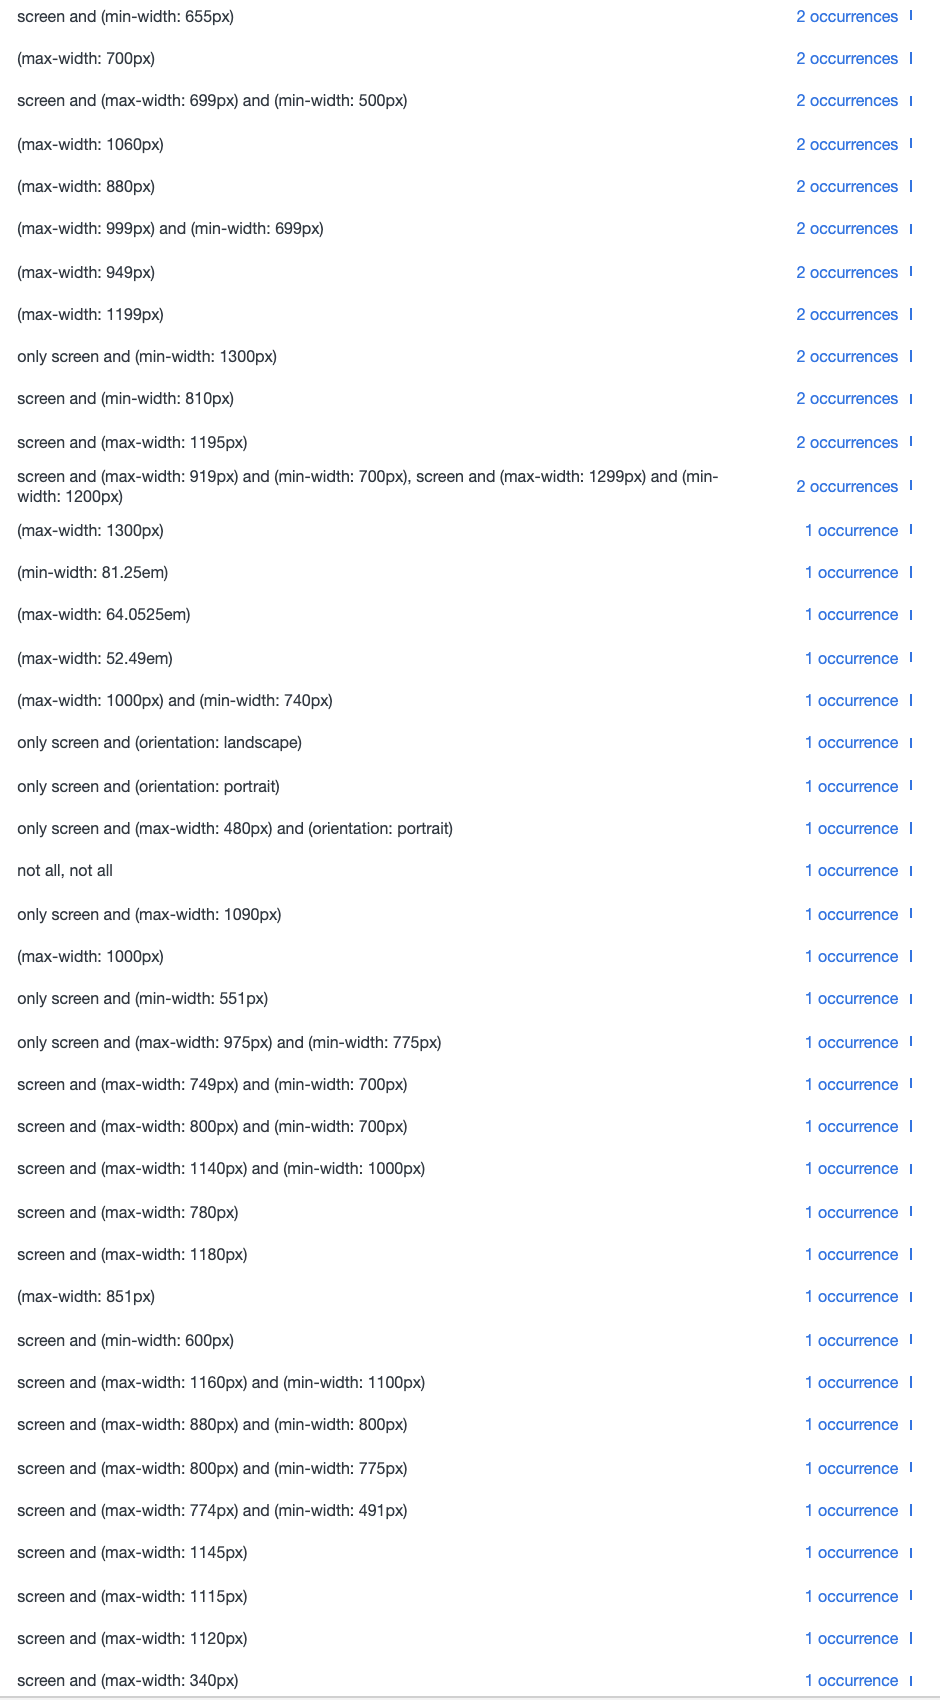 screen and (min-width: 655px) 2 occurrences
(max-width: 700px) 2 occurrences
screen and (max-width: 699px) and (min-width: 500px) 2 occurrences
(max-width: 1060px) 2 occurrences
(max-width: 880px) 2 occurrences
(max-width: 999px) and (min-width: 699px) 2 occurrences
(max-width: 949px) 2 occurrences
(max-width: 1199px) 2 occurrences
only screen and (min-width: 1300px) 2 occurrences
screen and (min-width: 810px) 2 occurrences
screen and (max-width: 1195px) 2 occurrences
screen and (max-width: 919px) and (min-width: 700px), screen and (max-width: 1299px) and (min-
width: 1200px) 2 occurrences
(max-width: 1300px) 1 occurrence
(min-width: 81.25em) 1 occurrence
(max-width: 64.0525em) 1 occurrence
(max-width: 52.49em) 1 occurrence
(max-width: 1000px) and (min-width: 740px) 1 occurrence
only screen and (orientation: landscape) 1 occurrence
only screen and (orientation: portrait) 1 occurrence
only screen and (max-width: 480px) and (orientation: portrait) 1 occurrence
not all, not all 1 occurrence
only screen and (max-width: 1090px) 1 occurrence
(max-width: 1000px) 1 occurrence
only screen and (min-width: 551px) 1 occurrence
only screen and (max-width: 975px) and (min-width: 775px) 1 occurrence
screen and (max-width: 749px) and (min-width: 700px) 1 occurrence
screen and (max-width: 800px) and (min-width: 700px) 1 occurrence
screen and (max-width: 1140px) and (min-width: 1000px) 1 occurrence
screen and (max-width: 780px) 1 occurrence
screen and (max-width: 1180px) 1 occurrence
(max-width: 851px) 1 occurrence
screen and (min-width: 600px) 1 occurrence
screen and (max-width: 1160px) and (min-width: 1100px) 1 occurrence
screen and (max-width: 880px) and (min-width: 800px) 1 occurrence
screen and (max-width: 800px) and (min-width: 775px) 1 occurrence
screen and (max-width: 774px) and (min-width: 491px) 1 occurrence
screen and (max-width: 1145px) 1 occurrence
screen and (max-width: 1115px) 1 occurrence
screen and (max-width: 1120px) 1 occurrence
screen and (max-width: 340px) 1 occurrence